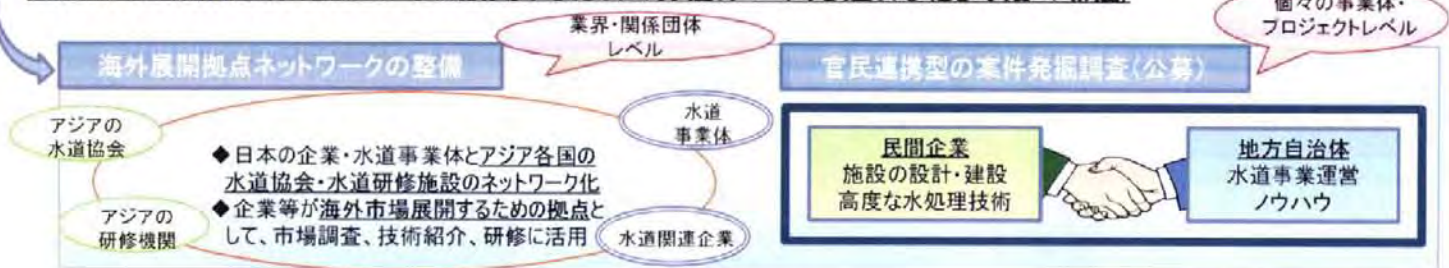 業界・関係団体
レベル
個々の事業体・
プロジェクトレベル
海外展開拠点ネットワークの整備
官民連携型の案件発掘調査(公募)
アジアの
水道協会
水道
事業体
◆日本の企業・水道事業体とアジア各国の
水道協会・水道研修施設のネットワーク化
◆企業等が海外市場展開するための拠点と
して、市場調査、技術紹介、研修に活用
アジアの
研修機関
水道関連企業
民間企業
施設の設計・建設
高度な水処理技術
地方自治体
水道事業運営
ノウハウ